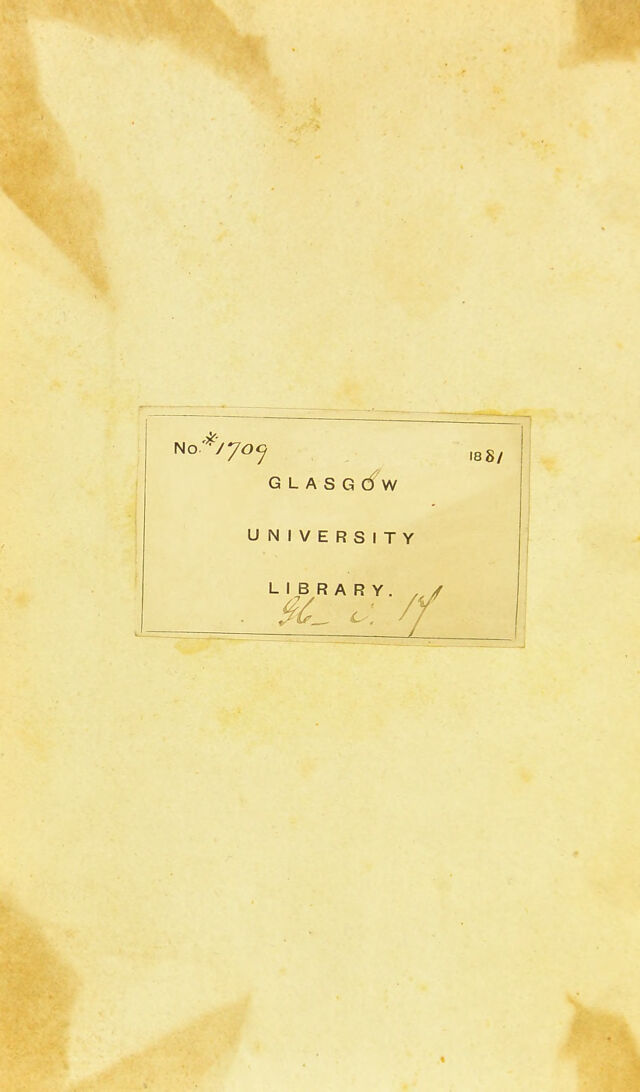 No. *1709 1881
GLASGOW
UNIVERSITY
LIBRARY.